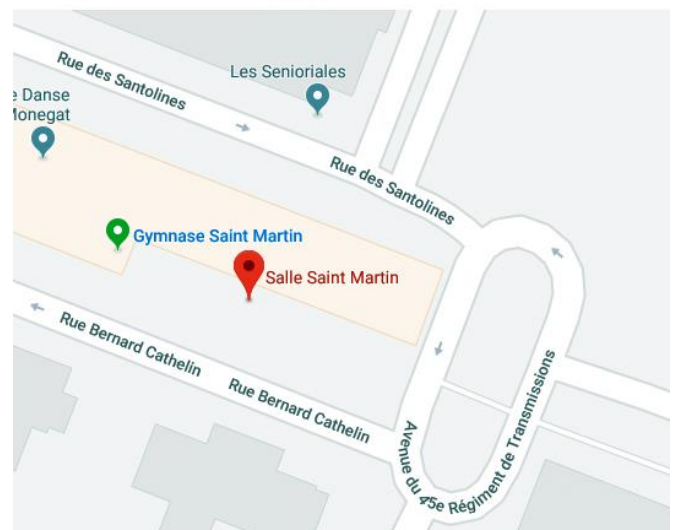 Rue des Santolines
Les Senioriales
e Danse
Monegat
Rue des Santolines
Gymnase Saint Martin
Salle Saint Martin
Rue Bernard Cathelin
Rue Bernard Cathelin
Avenue du 45e Régiment de Transmissions